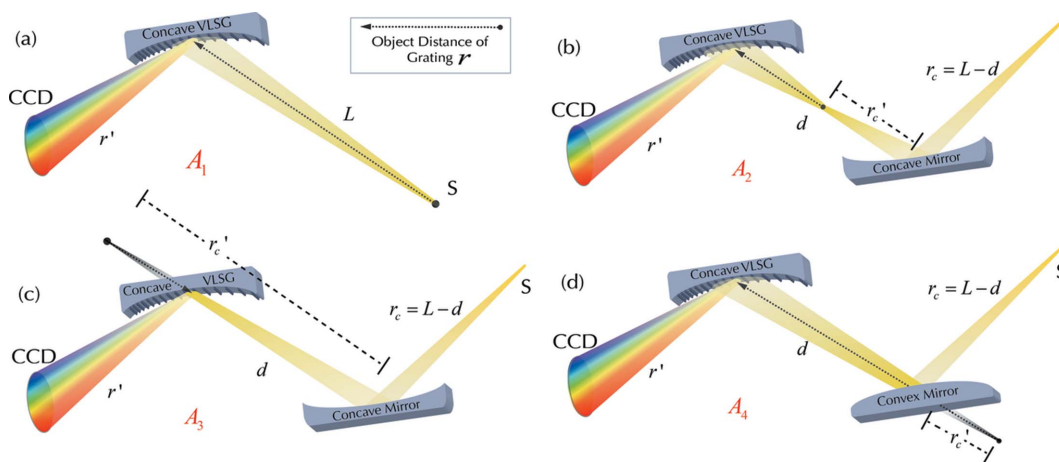 (a)
Concave VLSG
Object Distance of
Grating r
CCD
r'
L
A₁
S
(b)
Concave VLSG
r_c = L–d
CCD
r_c'
d
r'
Concave Mirror
A₂
(c)
r_c'
Concave VLSG
S
r_c = L–d
CCD
d
r'
Concave Mirror
A₃
(d)
Concave VLSG
S
r_c = L–d
CCD
d
r'
Convex Mirror
A₄
r_c'